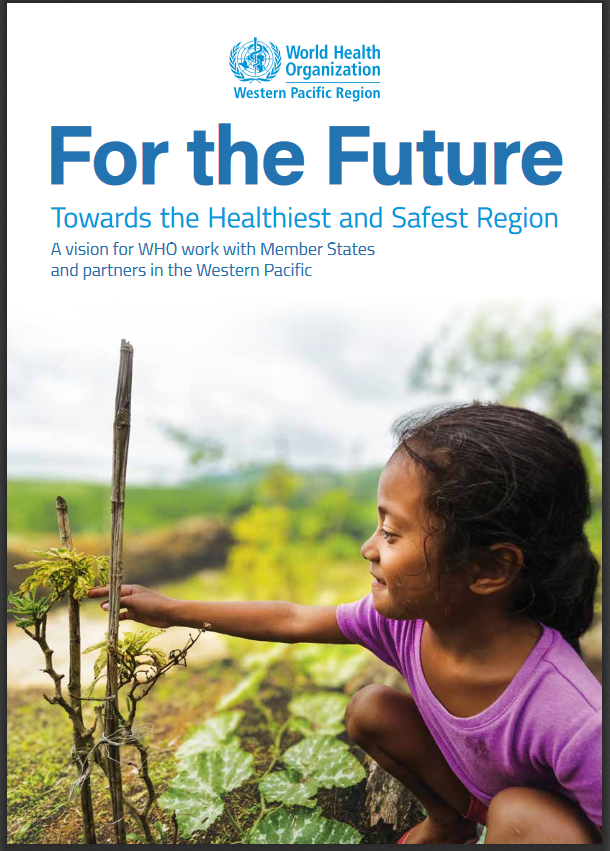 World Health
Organization
Western Pacific Region
For the Future
Towards the Healthiest and Safest Region
A vision for WHO work with Member States
and partners in the Western Pacific